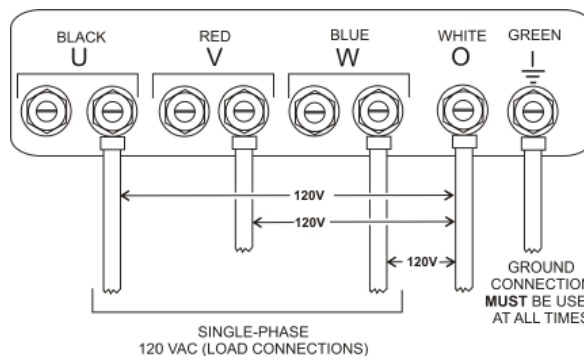 BLACK RED BLUE WHITE GREEN
U V W O
120V
120V
120V
GROUND
CONNECTION
MUST BE USE
AT ALL TIMES
SINGLE-PHASE
120 VAC (LOAD CONNECTIONS)